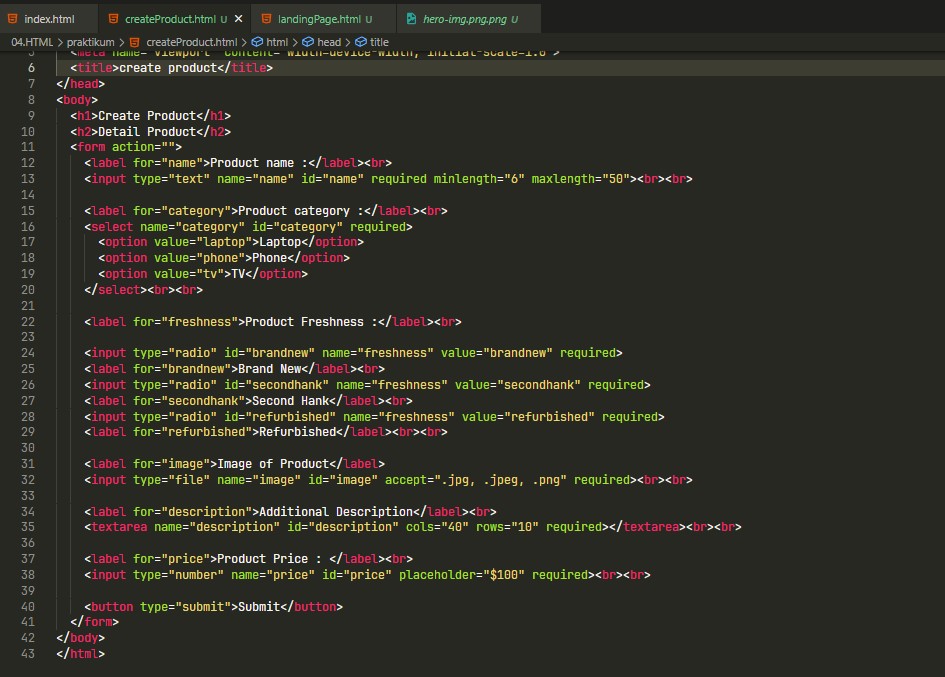 index.html createProduct.html U × landingPage.html U hero-img.png.png U
04.HTML > praktikum > createProduct.html > html > head > title
5 <meta name="viewport" content="width=device-width, initial-scale=1.0">
6 <title>create product</title>
7 </head>
8 <body>
9 <h1>Create Product</h1>
10 <h2>Detail Product</h2>
11 <form action="">
12 <label for="name">Product name :</label><br>
13 <input type="text" name="name" id="name" required minlength="6" maxlength="50"><br><br>
14
15 <label for="category">Product category :</label><br>
16 <select name="category" id="category" required>
17 <option value="laptop">Laptop</option>
18 <option value="phone">Phone</option>
19 <option value="tv">TV</option>
20 </select><br><br>
21
22 <label for="freshness">Product Freshness :</label><br>
23
24 <input type="radio" id="brandnew" name="freshness" value="brandnew" required>
25 <label for="brandnew">Brand New</label><br>
26 <input type="radio" id="secondhank" name="freshness" value="secondhank" required>
27 <label for="secondhank">Second Hank</label><br>
28 <input type="radio" id="refurbished" name="freshness" value="refurbished" required>
29 <label for="refurbished">Refurbished</label><br><br>
30
31 <label for="image">Image of Product</label>
32 <input type="file" name="image" id="image" accept=".jpg, .jpeg, .png" required><br><br>
33
34 <label for="description">Additional Description</label><br>
35 <textarea name="description" id="description" cols="40" rows="10" required></textarea><br><br>
36
37 <label for="price">Product Price : </label><br>
38 <input type="number" name="price" id="price" placeholder="$100" required><br><br>
39
40 <button type="submit">Submit</button>
41 </form>
42 </body>
43 </html>